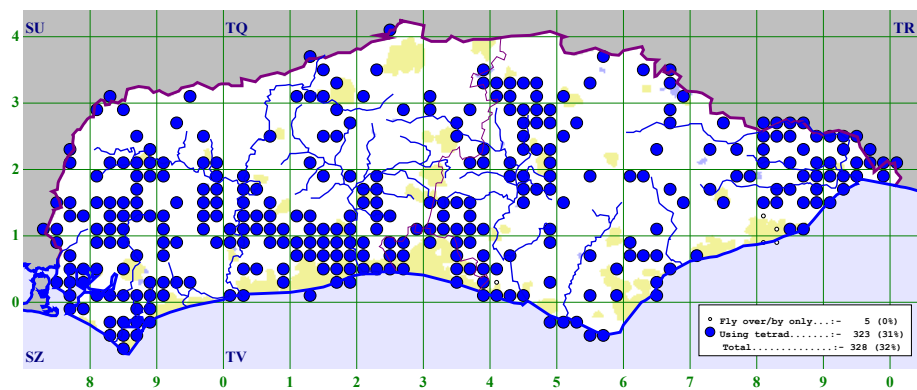 SU TQ TR
4
3
2
1
0
SZ TV
Fly over/by only...:- 5 (0%)
Using tetrad.......:- 323 (31%)
Total.............:- 328 (32%)
8 9 0 1 2 3 4 5 6 7 8 9 0